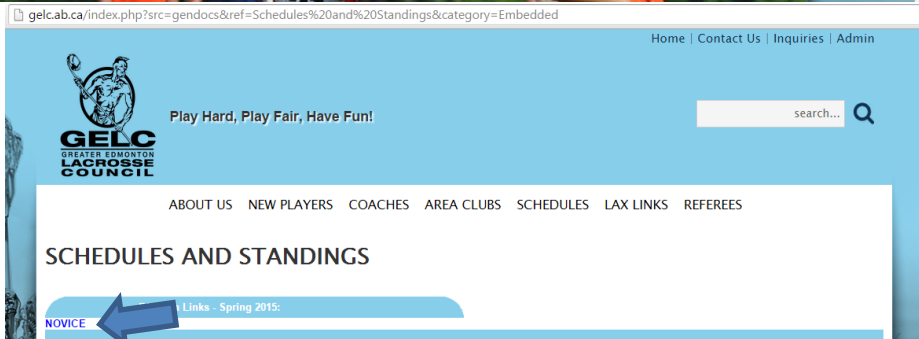 gelc.ab.ca/index.php?src=gendocs&ref=Schedules%20and%20Standings&category=Embedded
Home | Contact Us | Inquiries | Admin
Play Hard, Play Fair, Have Fun!
search...
GELC
GREATER EDMONTON
LACROSSE
COUNCIL
ABOUT US NEW PLAYERS COACHES AREA CLUBS SCHEDULES LAX LINKS REFEREES
SCHEDULES AND STANDINGS
Links - Spring 2015:
NOVICE